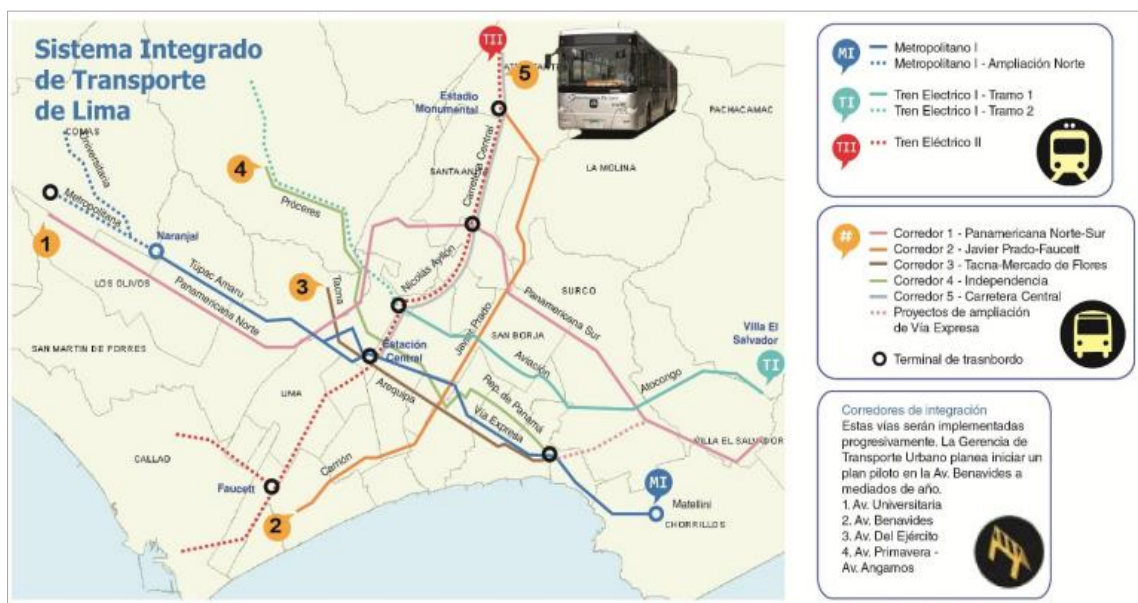 Sistema Integrado
de Transporte
de Lima
TII
5
Estadio
Monumental
PACHACAMAC
LA MOLINA
SANTA ANITA
Carretera Central
COMAS
Universitaria
4
Próceres
Metropolitana
Naranjal
1
Túpac Amaru
Panamericana Norte
LOS OLIVOS
3
Tacna
Nicolás Ayllón
SURCO
Panamericana Sur
SAN BORJA
Javier Prado
Villa El
Salvador
TI
SAN MARTIN DE PORRES
Estación
Central
Aviación
Atocongo
LIMA
Arequipa
Rep. de Panamá
Vía Expresa
VILLA EL SALVADOR
CALLAO
Carrión
Faucett
2
MI
Matellini
CHORRILLOS
MI
Metropolitano I
Metropolitano I - Ampliación Norte
TI
Tren Electrico I - Tramo 1
Tren Electrico I - Tramo 2
TII
Tren Eléctrico II
#
Corredor 1 - Panamericana Norte-Sur
Corredor 2 - Javier Prado-Faucett
Corredor 3 - Tacna-Mercado de Flores
Corredor 4 - Independencia
Corredor 5 - Carretera Central
Proyectos de ampliación
de Vía Expresa
Terminal de trasnbordo
Corredores de integración
Estas vías serán implementadas
progresivamente. La Gerencia de
Transporte Urbano planea iniciar un
plan piloto en la Av. Benavides a
mediados de año.
1. Av. Universitaria
2. Av. Benavides
3. Av. Del Ejército
4. Av. Primavera -
Av. Angamos